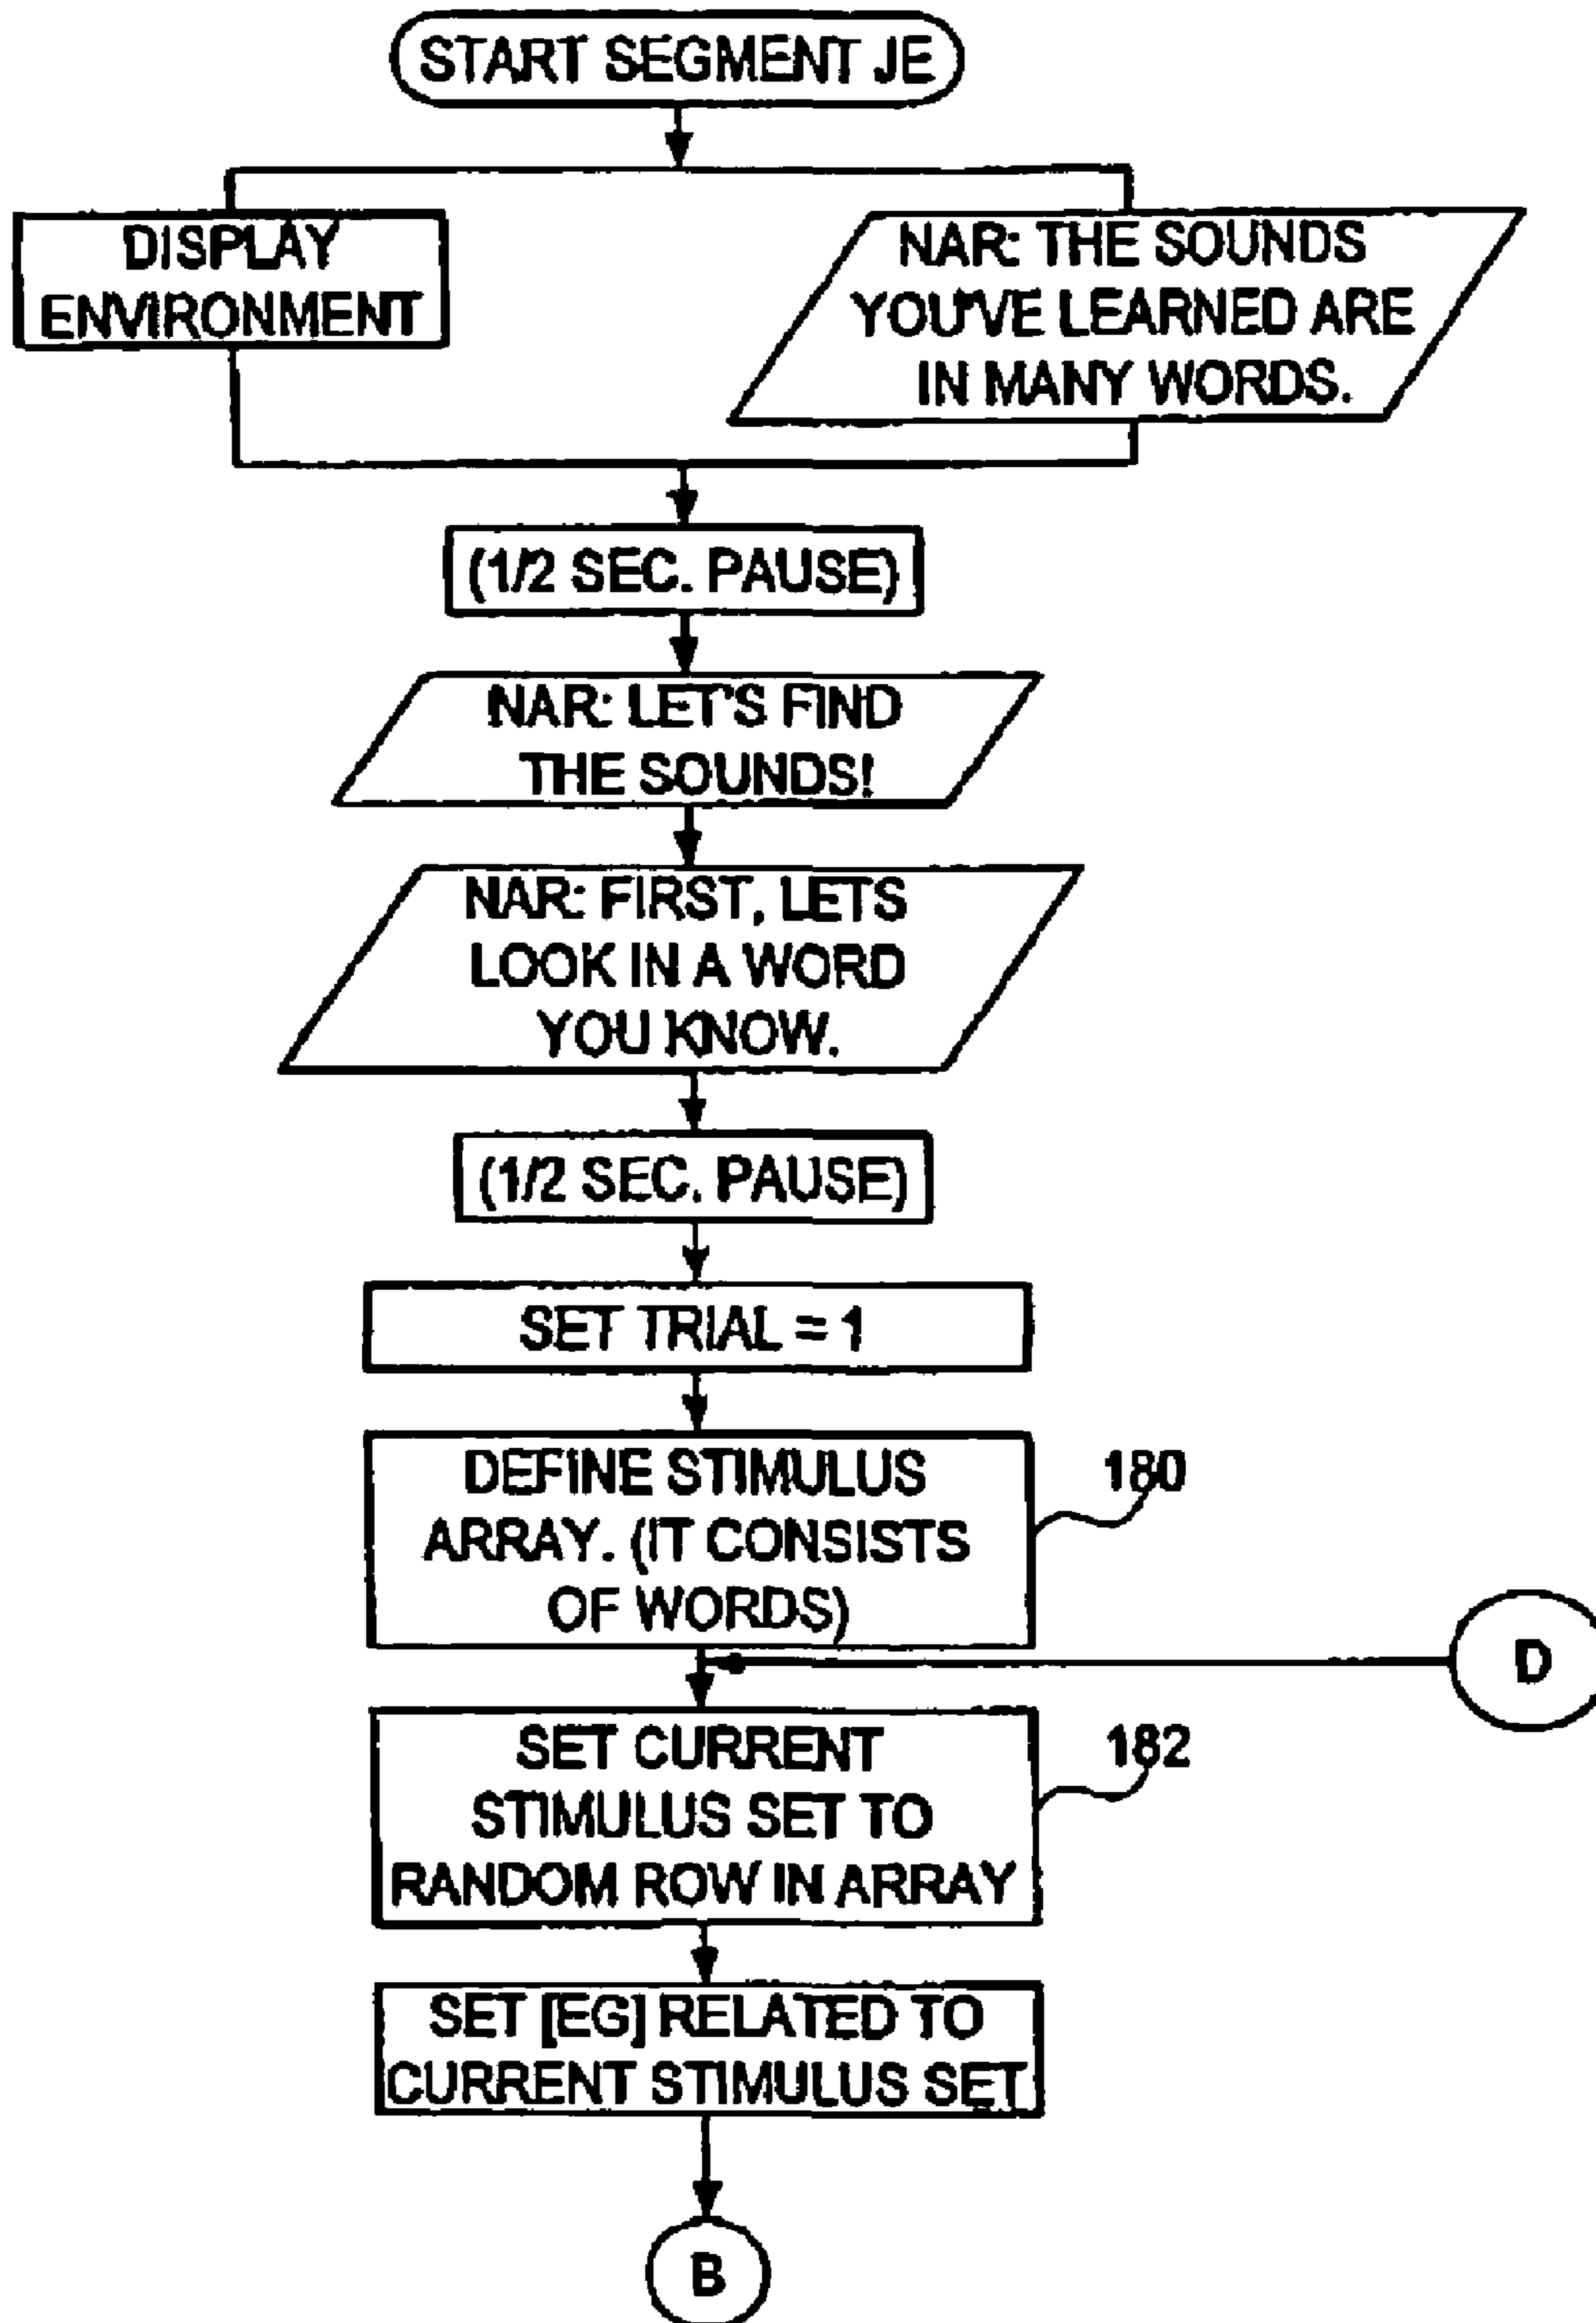 START SEGMENT JE
DISPLAY
ENVIRONMENT
NAR: THE SOUNDS
YOU'VE LEARNED ARE
IN MANY WORDS.
(1/2 SEC. PAUSE)
NAR: LET'S FIND
THE SOUNDS!
NAR: FIRST, LETS
LOOK IN A WORD
YOU KNOW.
(1/2 SEC. PAUSE)
SET TRIAL = 1
DEFINE STIMULUS
ARRAY. (IT CONSISTS
OF WORDS)
180
D
SET CURRENT
STIMULUS SET TO
RANDOM ROW IN ARRAY
182
SET [EG] RELATED TO
CURRENT STIMULUS SET
B